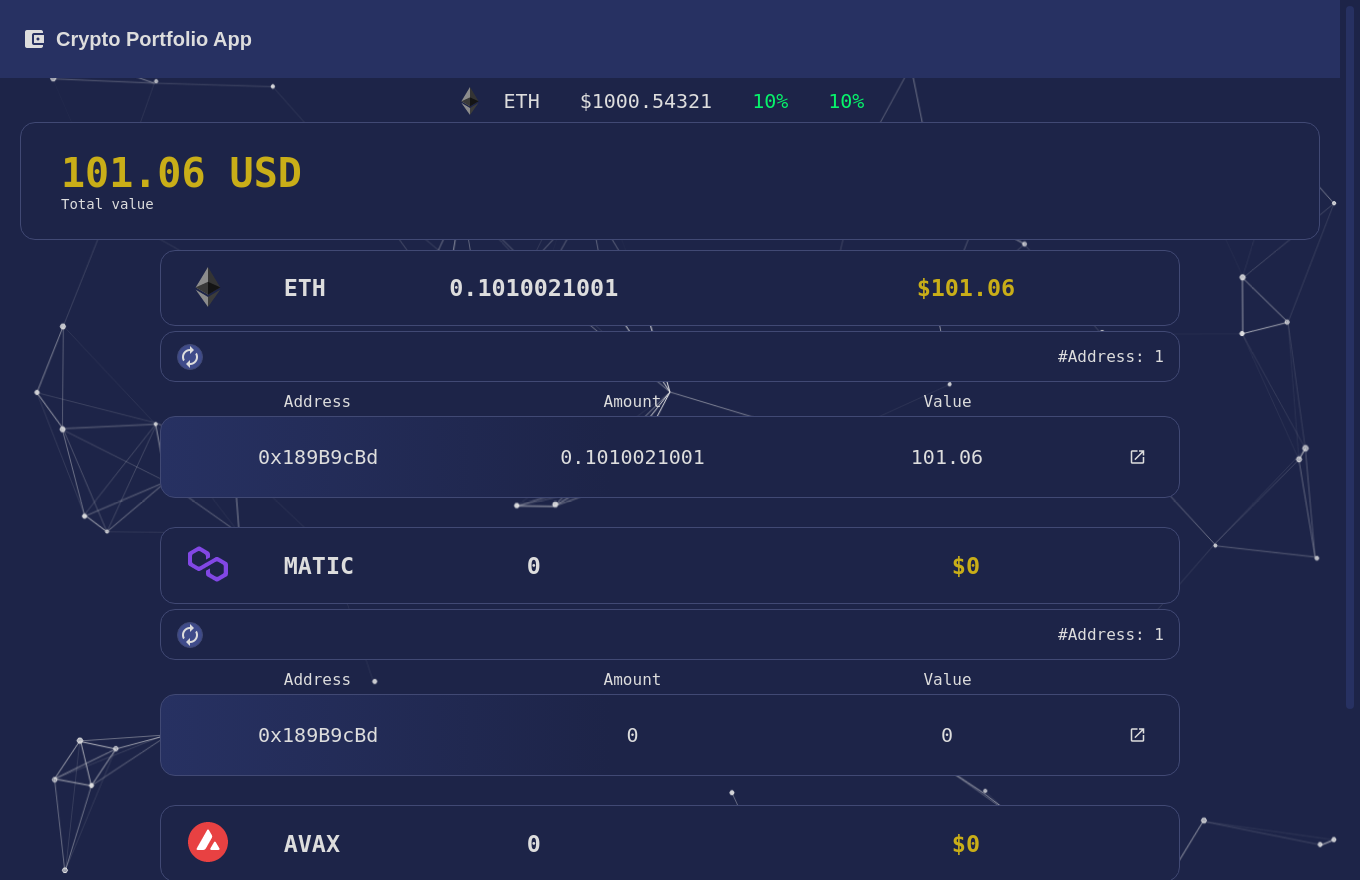 Crypto Portfolio App
ETH $1000.54321 10% 10%
101.06 USD
Total value
ETH 0.1010021001 $101.06
#Address: 1
Address Amount Value
0x189B9cBd 0.1010021001 101.06
MATIC 0 $0
#Address: 1
Address Amount Value
0x189B9cBd 0 0
AVAX 0 $0